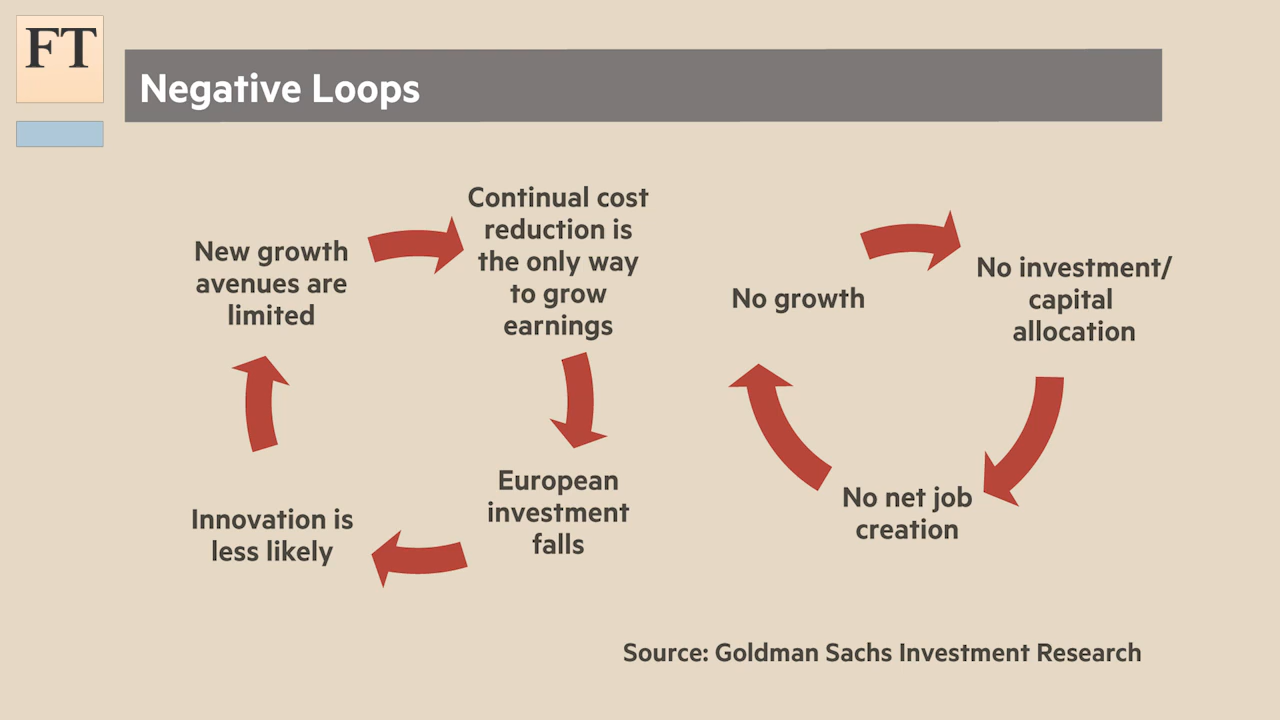 FT
Negative Loops
New growth
avenues are
limited
Continual cost
reduction is
the only way
to grow
earnings
European
investment
falls
Innovation is
less likely
No growth
No investment/
capital
allocation
No net job
creation
Source: Goldman Sachs Investment Research